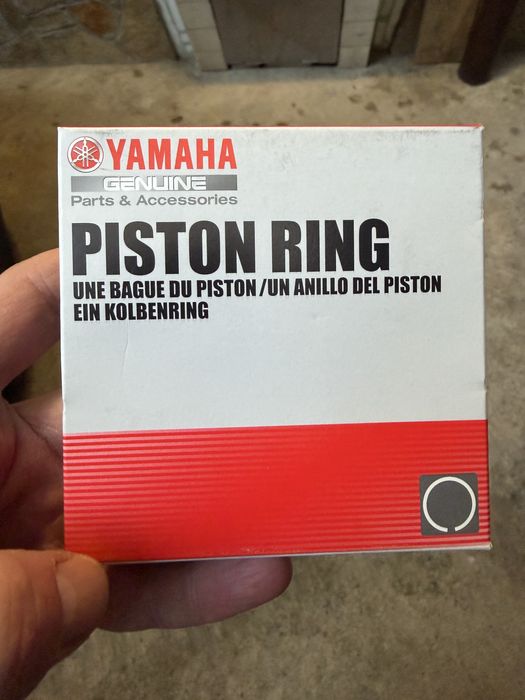 YAMAHA
GENUINE
Parts & Accessories
PISTON RING
UNE BAGUE DU PISTON/UN ANILLO DEL PISTON
EIN KOLBENRING